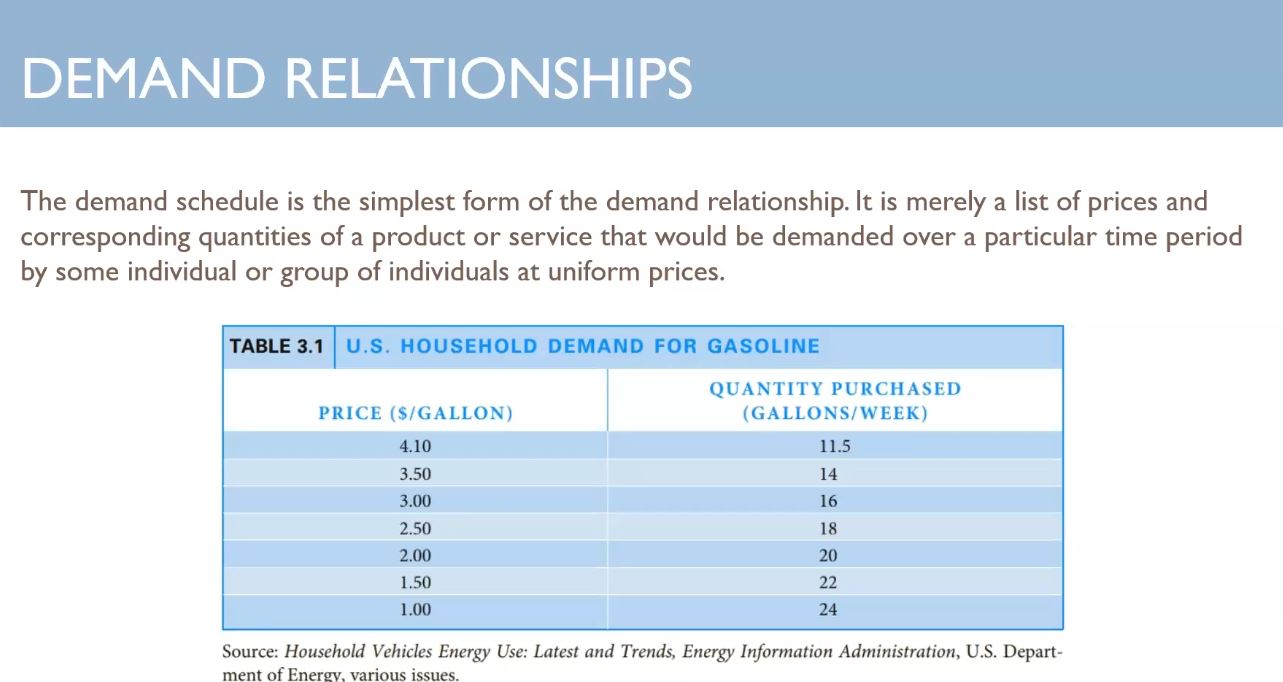 DEMAND RELATIONSHIPS
The demand schedule is the simplest form of the demand relationship. It is merely a list of prices and
corresponding quantities of a product or service that would be demanded over a particular time period
by some individual or group of individuals at uniform prices.
TABLE 3.1 U.S. HOUSEHOLD DEMAND FOR GASOLINE
QUANTITY PURCHASED
PRICE ($/GALLON) (GALLONS/WEEK)
4.10 11.5
3.50 14
3.00 16
2.50 18
2.00 20
1.50 22
1.00 24
Source: Household Vehicles Energy Use: Latest and Trends, Energy Information Administration, U.S. Depart-
ment of Energy, various issues.